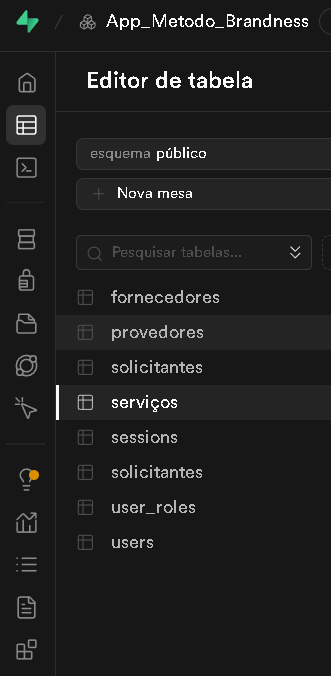 App_Metodo_Brandness
Editor de tabela
esquema público
Nova mesa
Pesquisar tabelas...
fornecedores
provedores
solicitantes
serviços
sessions
solicitantes
user_roles
users